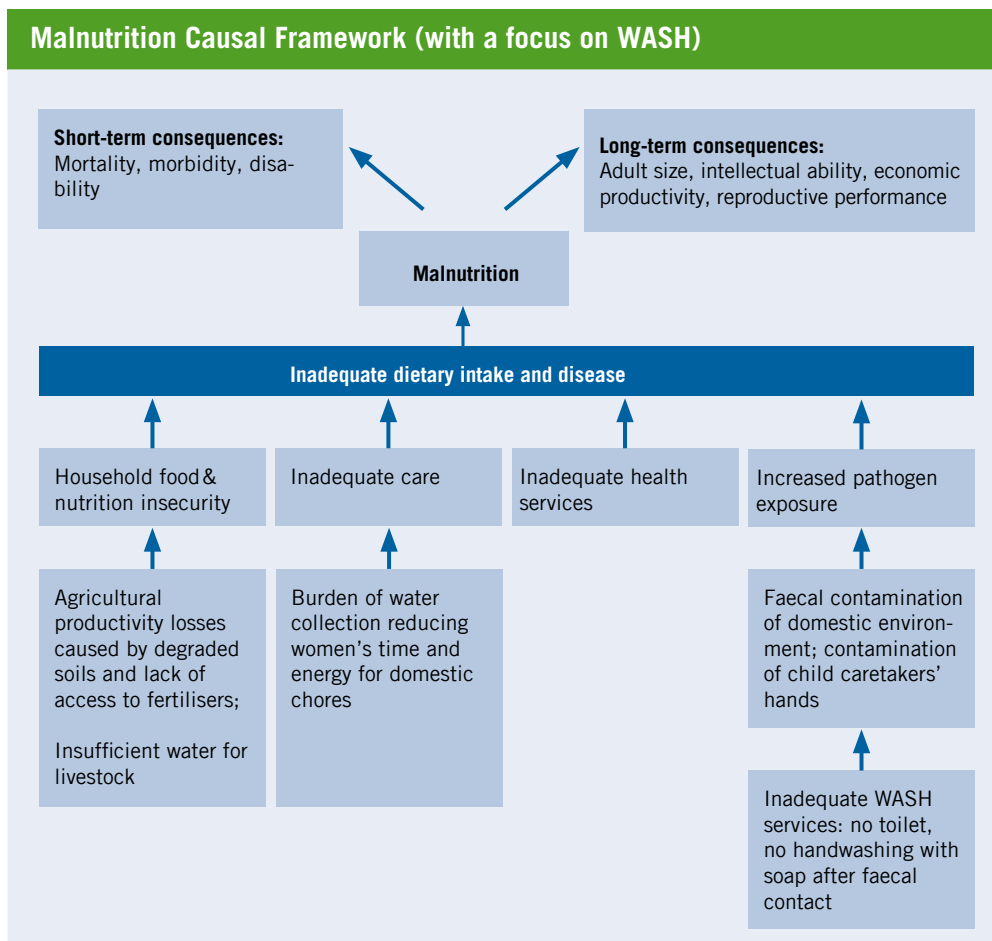 Malnutrition Causal Framework (with a focus on WASH)
Short-term consequences:
Mortality, morbidity, disa-
bility
Long-term consequences:
Adult size, intellectual ability, economic
productivity, reproductive performance
Malnutrition
Inadequate dietary intake and disease
Household food &
nutrition insecurity
Inadequate care
Inadequate health
services
Increased pathogen
exposure
Agricultural
productivity losses
caused by degraded
soils and lack of
access to fertilisers;
Insufficient water for
livestock
Burden of water
collection reducing
women's time and
energy for domestic
chores
Faecal contamination
of domestic environ-
ment; contamination
of child caretakers'
hands
Inadequate WASH
services: no toilet,
no handwashing with
soap after faecal
contact